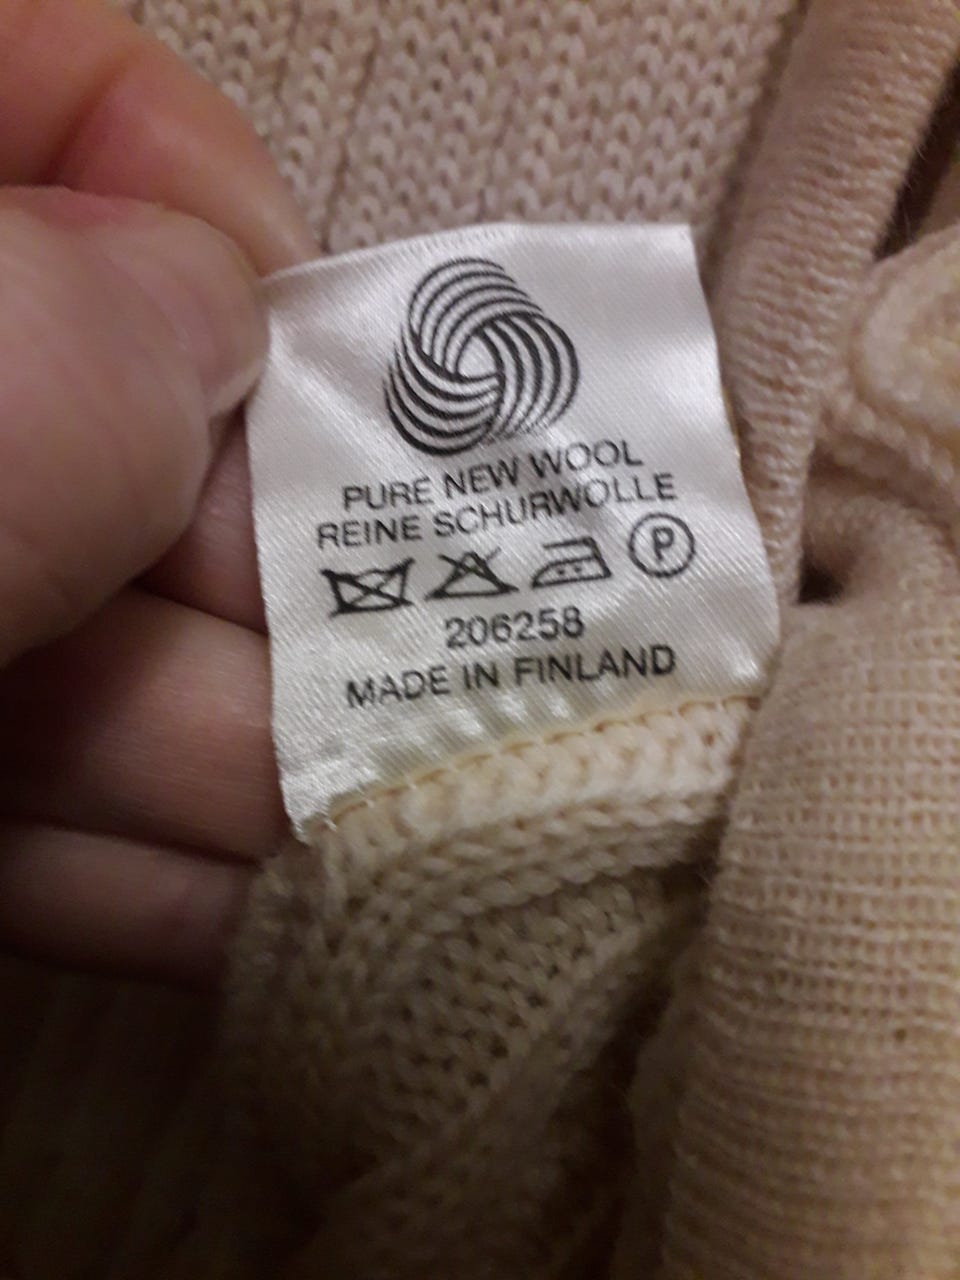 PURE NEW WOOL
REINE SCHURWOLLE
P
206258
MADE IN FINLAND